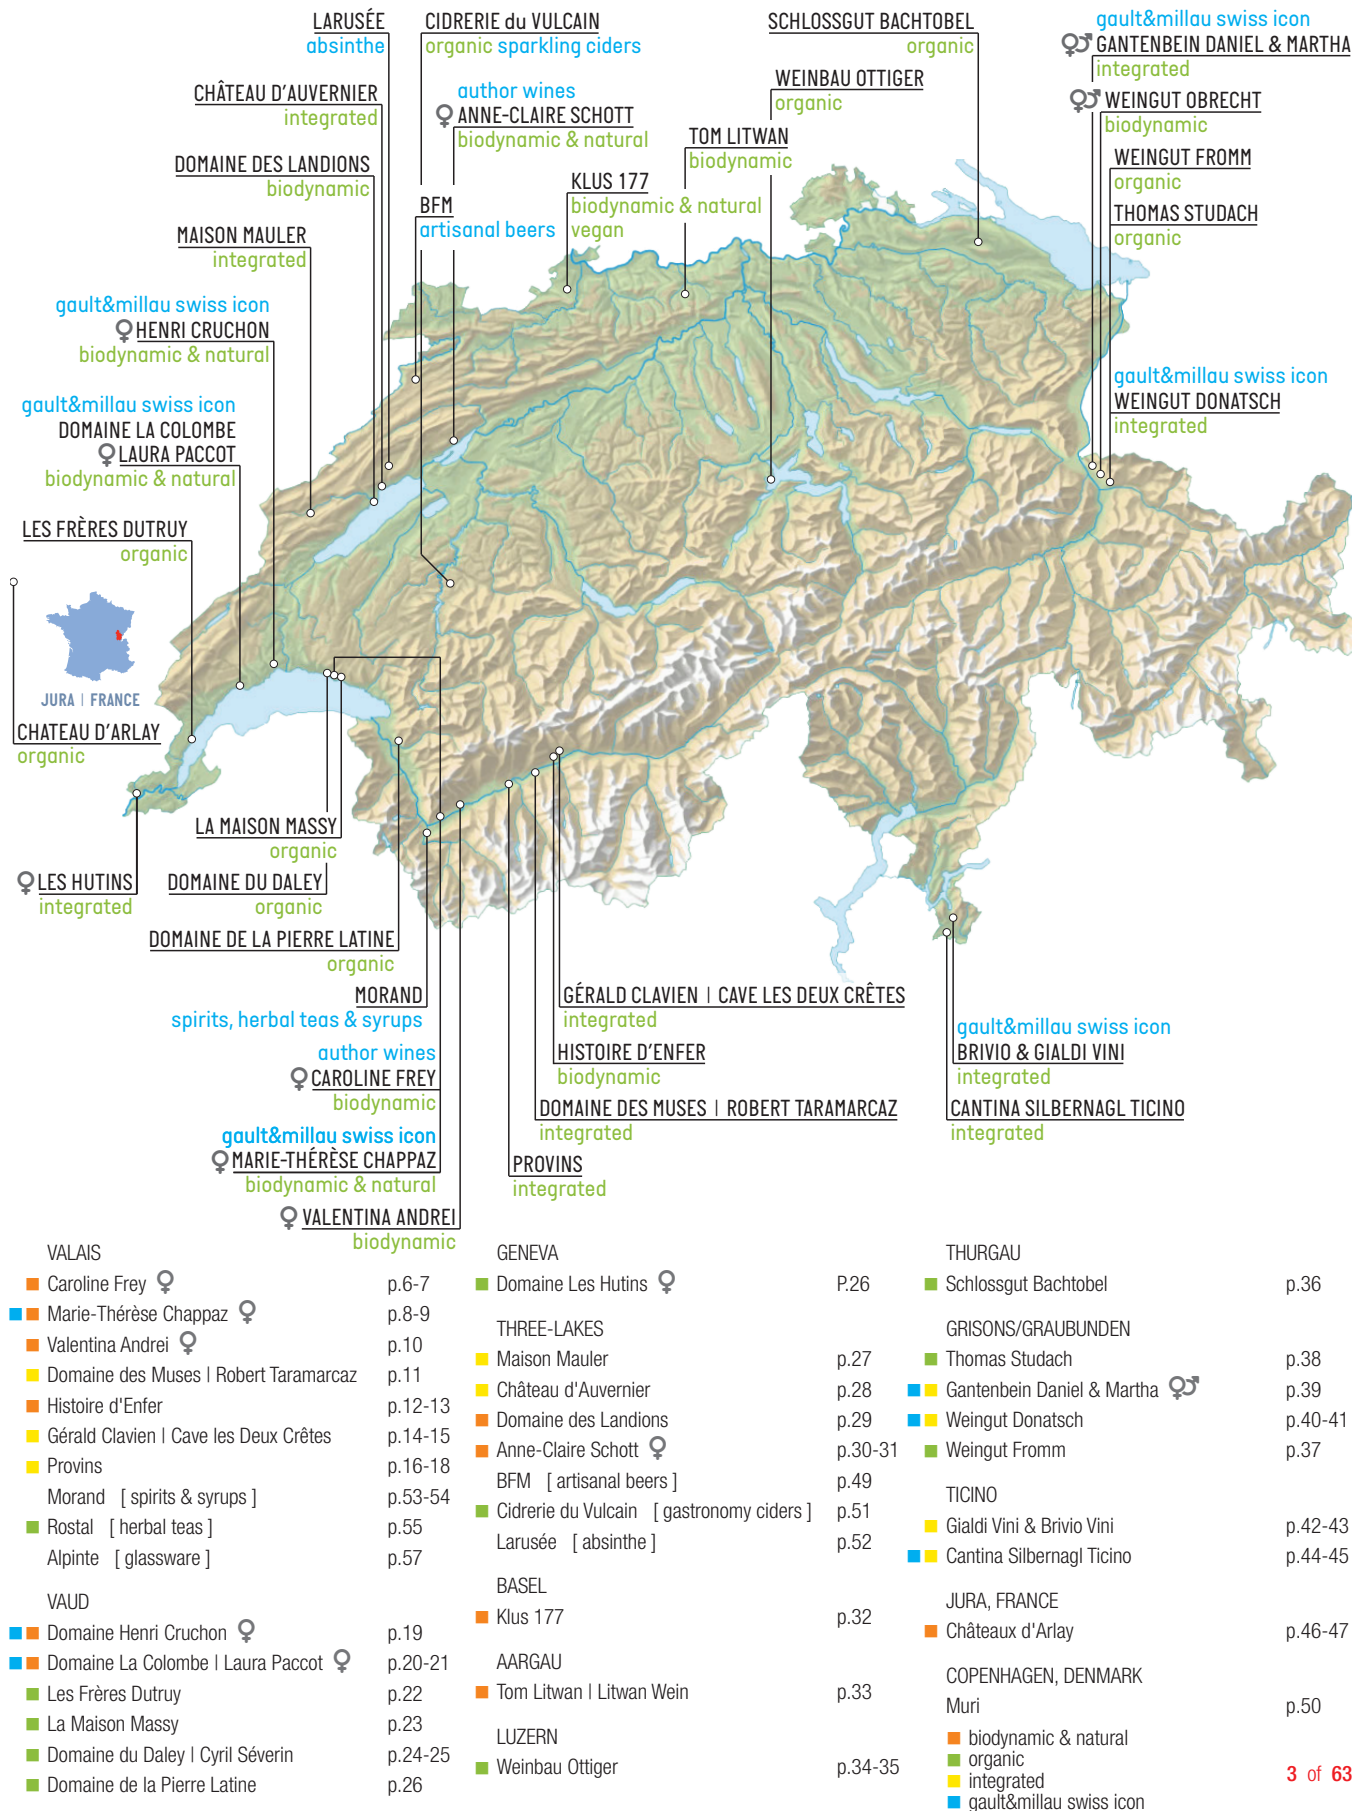 LARUSÉE
absinthe
CIDRERIE du VULCAIN
organic sparkling ciders
SCHLOSSGUT BACHTOBEL
organic
gault&millau swiss icon
GANTENBEIN DANIEL & MARTHA
integrated
CHÂTEAU D'AUVERNIER
integrated
author wines
ANNE-CLAIRE SCHOTT
biodynamic & natural
WEINBAU OTTIGER
organic
WEINGUT OBRECHT
biodynamic
TOM LITWAN
biodynamic
DOMAINE DES LANDIONS
biodynamic
WEINGUT FROMM
organic
KLUS 177
biodynamic & natural
vegan
BFM
artisanal beers
THOMAS STUDACH
organic
MAISON MAULER
integrated
gault&millau swiss icon
HENRI CRUCHON
biodynamic & natural
gault&millau swiss icon
WEINGUT DONATSCH
integrated
gault&millau swiss icon
DOMAINE LA COLOMBE
LAURA PACCOT
biodynamic & natural
LES FRÈRES DUTRUY
organic
JURA | FRANCE
CHATEAU D'ARLAY
organic
LA MAISON MASSY
organic
LES HUTINS
integrated
DOMAINE DU DALEY
organic
DOMAINE DE LA PIERRE LATINE
organic
MORAND
spirits, herbal teas & syrups
GÉRALD CLAVIEN | CAVE LES DEUX CRÊTES
integrated
author wines
CAROLINE FREY
biodynamic
HISTOIRE D'ENFER
biodynamic
gault&millau swiss icon
BRIVIO & GIALDI VINI
integrated
DOMAINE DES MUSES | ROBERT TARAMARCAZ
integrated
CANTINA SILBERNAGL TICINO
integrated
gault&millau swiss icon
MARIE-THÉRÈSE CHAPPAZ
biodynamic & natural
PROVINS
integrated
VALENTINA ANDREI
biodynamic
VALAIS
Caroline Frey p.6-7
Marie-Thérèse Chappaz p.8-9
Valentina Andrei p.10
Domaine des Muses | Robert Taramarcaz p.11
Histoire d'Enfer p.12-13
Gérald Clavien | Cave les Deux Crêtes p.14-15
Provins p.16-18
Morand [ spirits & syrups ] p.53-54
Rostal [ herbal teas ] p.55
Alpinte [ glassware ] p.57
VAUD
Domaine Henri Cruchon p.19
Domaine La Colombe | Laura Paccot p.20-21
Les Frères Dutruy p.22
La Maison Massy p.23
Domaine du Daley | Cyril Séverin p.24-25
Domaine de la Pierre Latine p.26
GENEVA
Domaine Les Hutins P.26
THREE-LAKES
Maison Mauler p.27
Château d'Auvernier p.28
Domaine des Landions p.29
Anne-Claire Schott p.30-31
BFM [ artisanal beers ] p.49
Cidrerie du Vulcain [ gastronomy ciders ] p.51
Larusée [ absinthe ] p.52
BASEL
Klus 177 p.32
AARGAU
Tom Litwan | Litwan Wein p.33
LUZERN
Weinbau Ottiger p.34-35
THURGAU
Schlossgut Bachtobel p.36
GRISONS/GRAUBUNDEN
Thomas Studach p.38
Gantenbein Daniel & Martha p.39
Weingut Donatsch p.40-41
Weingut Fromm p.37
TICINO
Gialdi Vini & Brivio Vini p.42-43
Cantina Silbernagl Ticino p.44-45
JURA, FRANCE
Châteaux d'Arlay p.46-47
COPENHAGEN, DENMARK
Muri p.50
biodynamic & natural
organic
integrated
gault&millau swiss icon
3 of 63